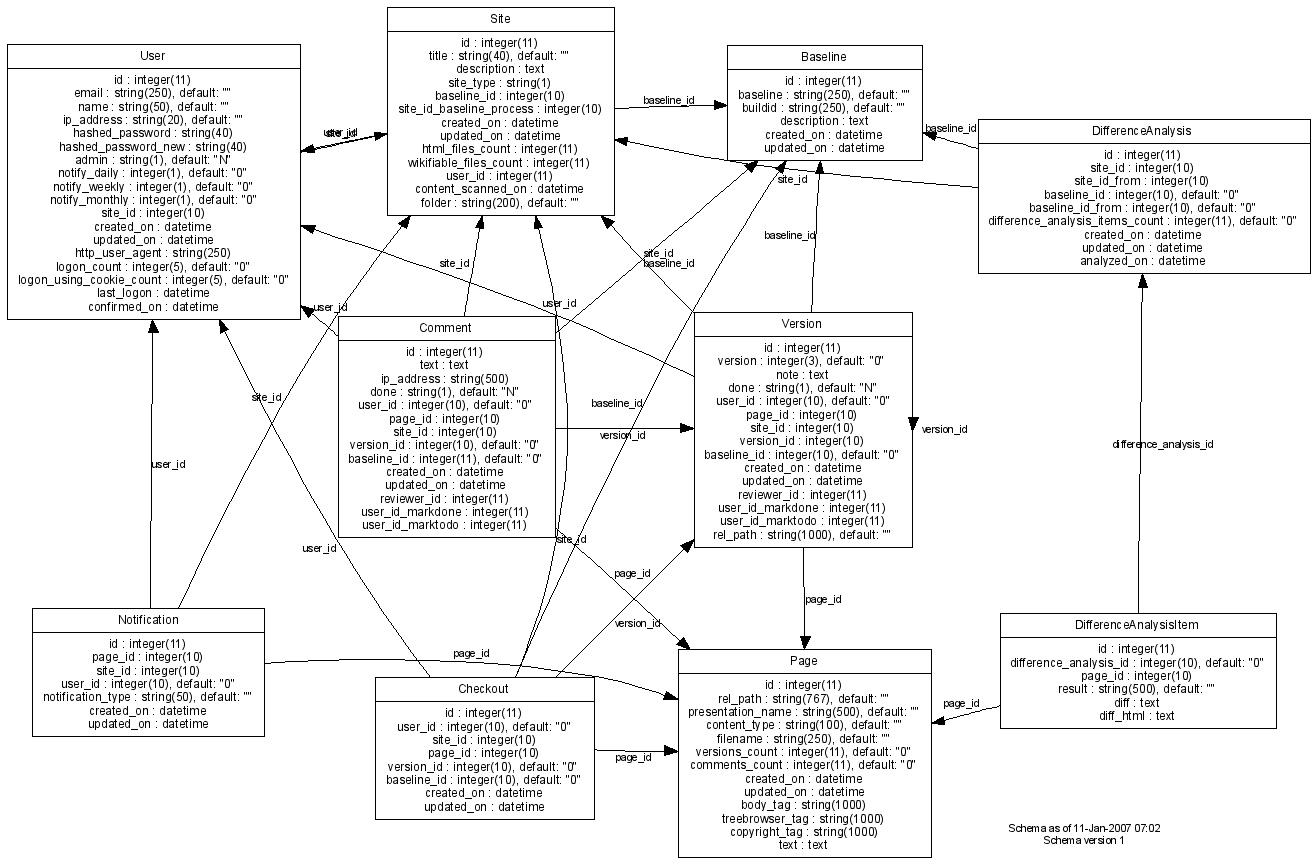 Site
id : integer(11)
title : string(40), default: ""
description : text
site_type : string(1)
baseline_id : integer(10)
site_id_baseline_process : integer(10)
created_on : datetime
updated_on : datetime
html_files_count : integer(11)
wikifiable_files_count : integer(11)
user_id : integer(11)
content_scanned_on : datetime
folder : string(200), default: ""
User
id : integer(11)
email : string(250), default: ""
name : string(50), default: ""
ip_address : string(20), default: ""
hashed_password : string(40)
hashed_password_new : string(40)
admin : string(1), default: "N"
notify_daily : integer(1), default: "0"
notify_weekly : integer(1), default: "0"
notify_monthly : integer(1), default: "0"
site_id : integer(10)
created_on : datetime
updated_on : datetime
http_user_agent : string(250)
logon_count : integer(5), default: "0"
logon_using_cookie_count : integer(5), default: "0"
last_logon : datetime
confirmed_on : datetime
Baseline
id : integer(11)
baseline : string(250), default: ""
buildid : string(250), default: ""
description : text
created_on : datetime
updated_on : datetime
DifferenceAnalysis
id : integer(11)
site_id : integer(10)
site_id_from : integer(10)
baseline_id : integer(10), default: "0"
baseline_id_from : integer(10), default: "0"
difference_analysis_items_count : integer(11), default: "0"
created_on : datetime
updated_on : datetime
analyzed_on : datetime
baseline_id
baseline_id
site_id
baseline_id
site_id
site_id
baseline_id
user_id
user_id
Comment
id : integer(11)
text : text
ip_address : string(500)
done : string(1), default: "N"
user_id : integer(10), default: "0"
page_id : integer(10)
site_id : integer(10)
version_id : integer(10), default: "0"
baseline_id : integer(11), default: "0"
created_on : datetime
updated_on : datetime
reviewer_id : integer(11)
user_id_markdone : integer(11)
user_id_marktodo : integer(11)
Version
id : integer(11)
version : integer(3), default: "0"
note : text
done : string(1), default: "N"
user_id : integer(10), default: "0"
page_id : integer(10)
site_id : integer(10)
version_id : integer(10)
baseline_id : integer(10), default: "0"
created_on : datetime
updated_on : datetime
reviewer_id : integer(11)
user_id_markdone : integer(11)
user_id_marktodo : integer(11)
rel_path : string(1000), default: ""
site_id
baseline_id
version_id
version_id
difference_analysis_id
user_id
user_id
site_id
page_id
page_id
version_id
Notification
id : integer(11)
page_id : integer(10)
site_id : integer(10)
user_id : integer(10), default: "0"
notification_type : string(50), default: ""
created_on : datetime
updated_on : datetime
page_id
Checkout
id : integer(11)
user_id : integer(10), default: "0"
site_id : integer(10)
page_id : integer(10)
version_id : integer(10), default: "0"
baseline_id : integer(10), default: "0"
created_on : datetime
updated_on : datetime
page_id
Page
id : integer(11)
rel_path : string(767), default: ""
presentation_name : string(500), default: ""
content_type : string(100), default: ""
filename : string(250), default: ""
versions_count : integer(11), default: "0"
comments_count : integer(11), default: "0"
created_on : datetime
updated_on : datetime
body_tag : string(1000)
treebrowser_tag : string(1000)
copyright_tag : string(1000)
text : text
page_id
DifferenceAnalysisItem
id : integer(11)
difference_analysis_id : integer(10), default: "0"
page_id : integer(10)
result : string(500), default: ""
diff : text
diff_html : text
Schema as of 11-Jan-2007 07:02
Schema version 1